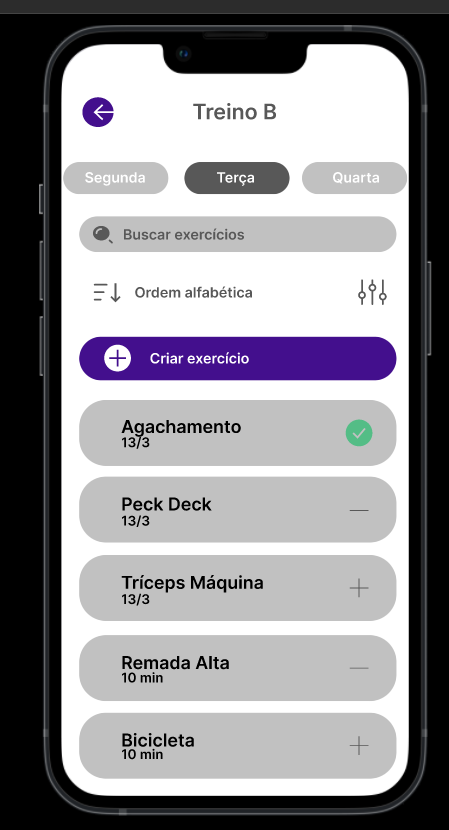 Treino B
Segunda
Terça
Quarta
Buscar exercícios
Ordem alfabética
Criar exercício
Agachamento
13/3
Peck Deck
13/3
Tríceps Máquina
13/3
Remada Alta
10 min
Bicicleta
10 min